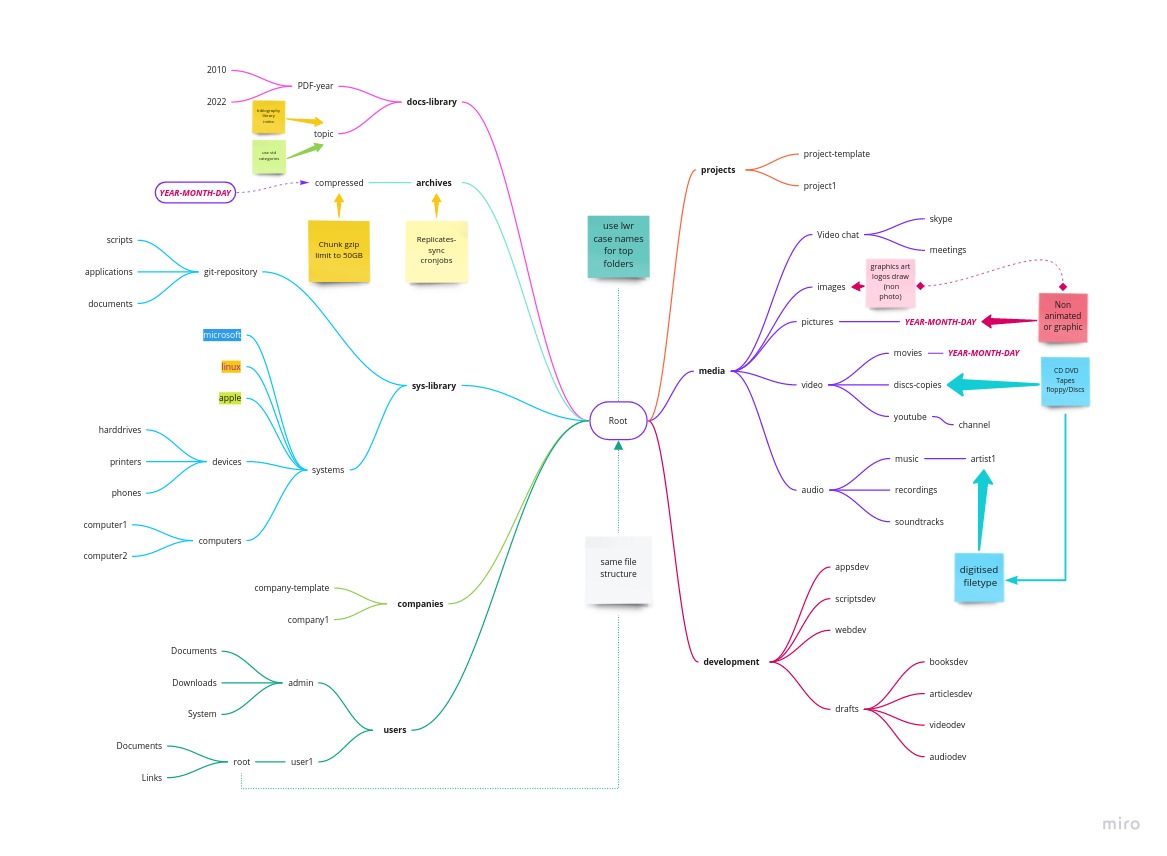 2010
PDF-year
2022
docs-library
bibliography
library
index
topic
use std
categories
YEAR-MONTH-DAY
compressed
archives
Chunk gzip
limit to 50GB
Replicates-
sync
cronjobs
scripts
applications
git-repository
documents
microsoft
linux
apple
sys-library
harddrives
printers
devices
phones
systems
computer1
computers
computer2
company-template
companies
company1
Documents
Downloads
admin
System
users
Documents
root
user1
Links
use lwr
case names
for top
folders
Root
same file
structure
projects
project-template
project1
media
Video chat
skype
meetings
images
graphics art
logos draw
(non
photo)
pictures
YEAR-MONTH-DAY
Non
animated
or graphic
video
movies
YEAR-MONTH-DAY
discs-copies
CD DVD
Tapes
floppy/Discs
youtube
channel
audio
music
artist1
recordings
soundtracks
digitised
filetype
development
appsdev
scriptsdev
webdev
drafts
booksdev
articlesdev
videodev
audiodev
miro